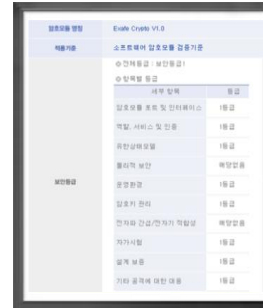 암호모듈 명칭 Exafe Crypto V1.0
적용기준 소프트웨어 암호모듈 검증기준
보안등급
◎ 전체등급 : 보안등급1
◎ 항목별 등급
세부 항목 등급
암호모듈 포트 및 인터페이스 1등급
역할, 서비스 및 인증 1등급
유한상태모델 1등급
물리적 보안 해당없음
운영환경 1등급
암호키 관리 1등급
전자파 간섭/전자기 적합성 해당없음
자가시험 1등급
설계 보증 1등급
기타 공격에 대한 대응 1등급